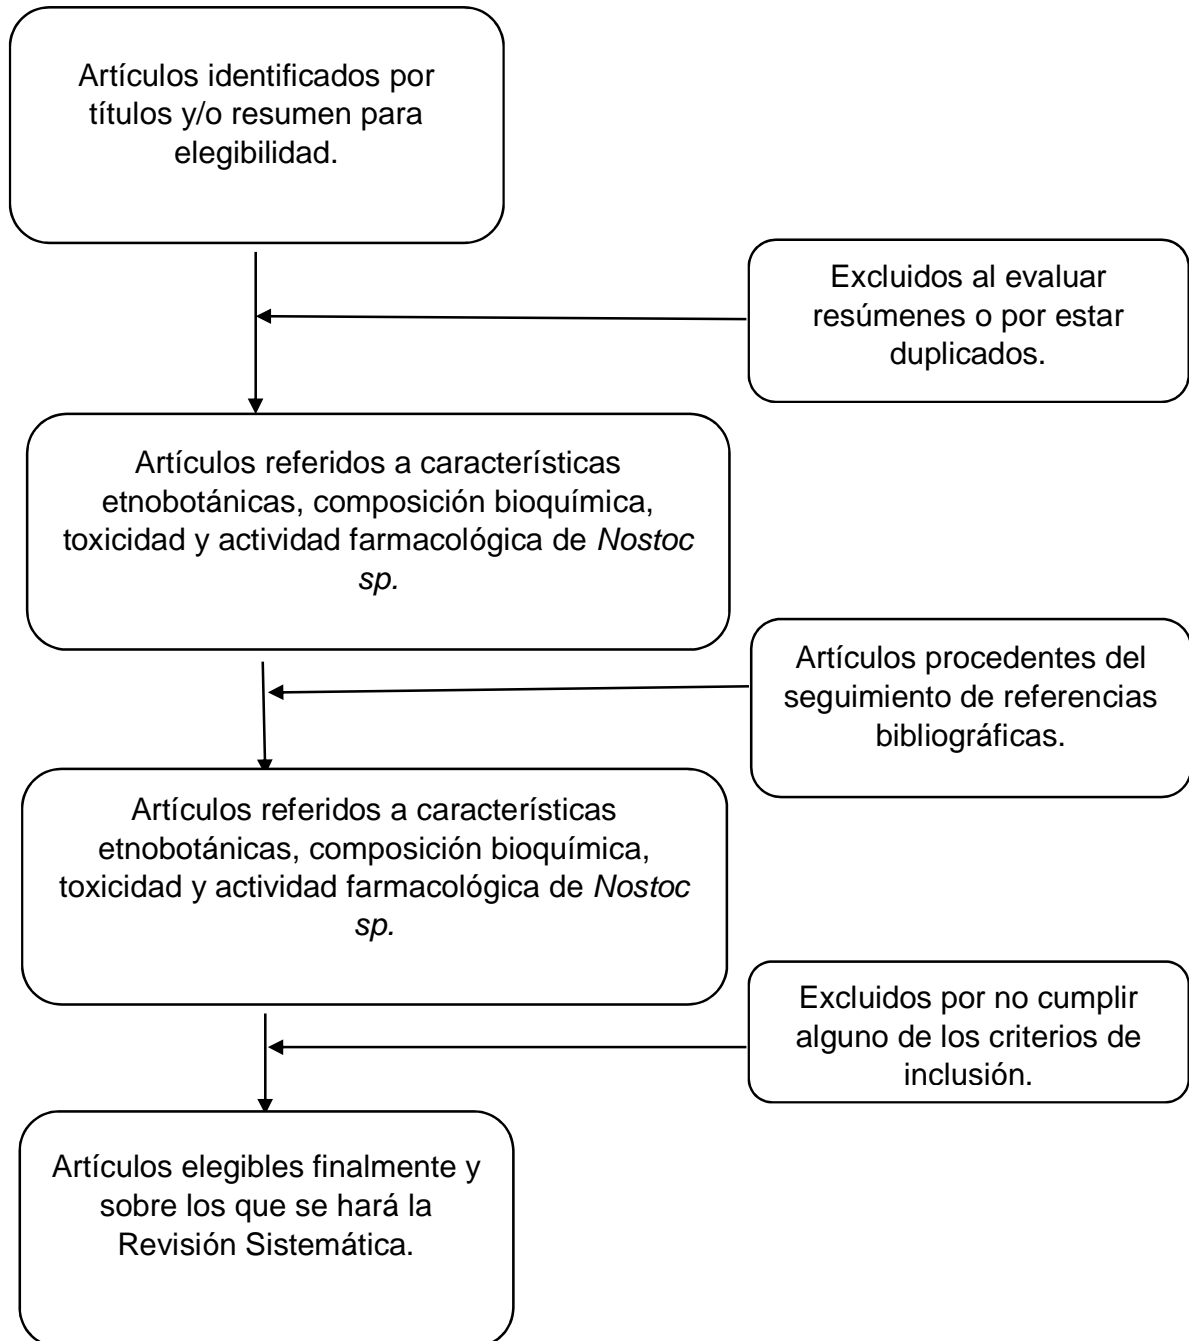 Artículos identificados por
títulos y/o resumen para
elegibilidad.
Excluidos al evaluar
resúmenes o por estar
duplicados.
Artículos referidos a características
etnobotánicas, composición bioquímica,
toxicidad y actividad farmacológica de Nostoc
sp.
Artículos procedentes del
seguimiento de referencias
bibliográficas.
Artículos referidos a características
etnobotánicas, composición bioquímica,
toxicidad y actividad farmacológica de Nostoc
sp.
Excluidos por no cumplir
alguno de los criterios de
inclusión.
Artículos elegibles finalmente y
sobre los que se hará la
Revisión Sistemática.